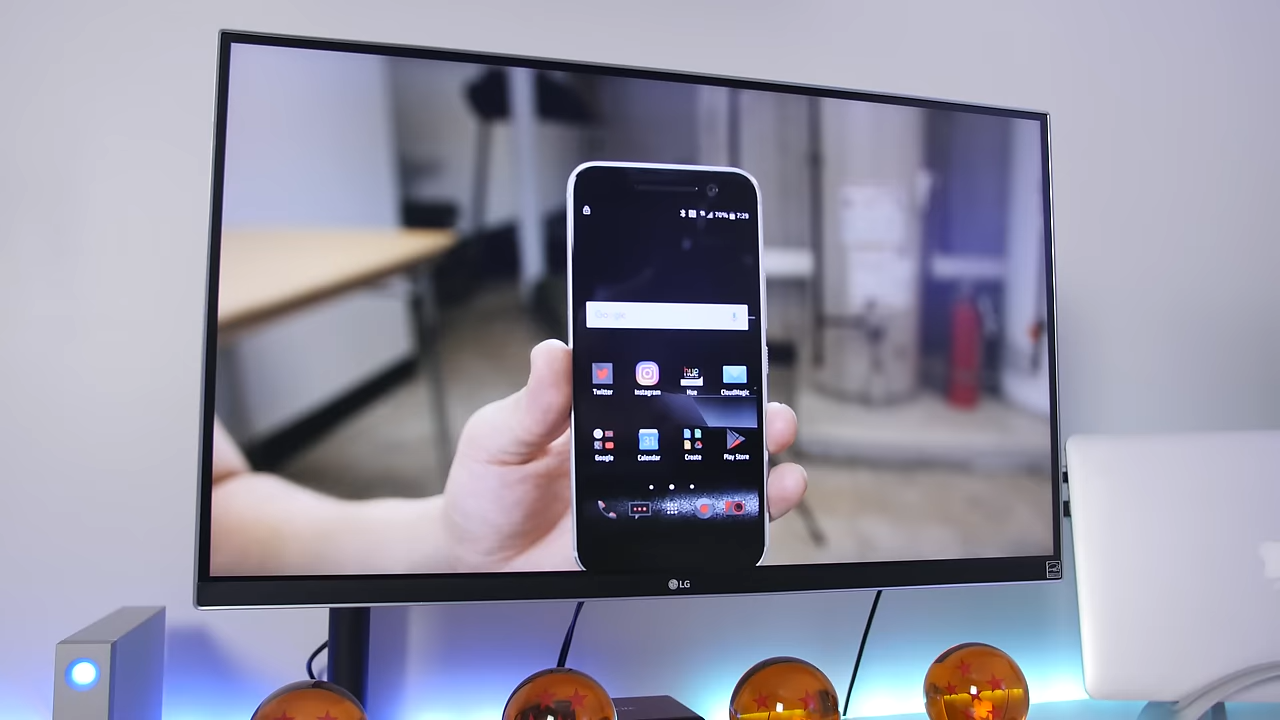 70% 7:29
Google
Twitter
Instagram
hue
Hue
CloudMagic
31
Google
Calendar
Create
Play Store
LG